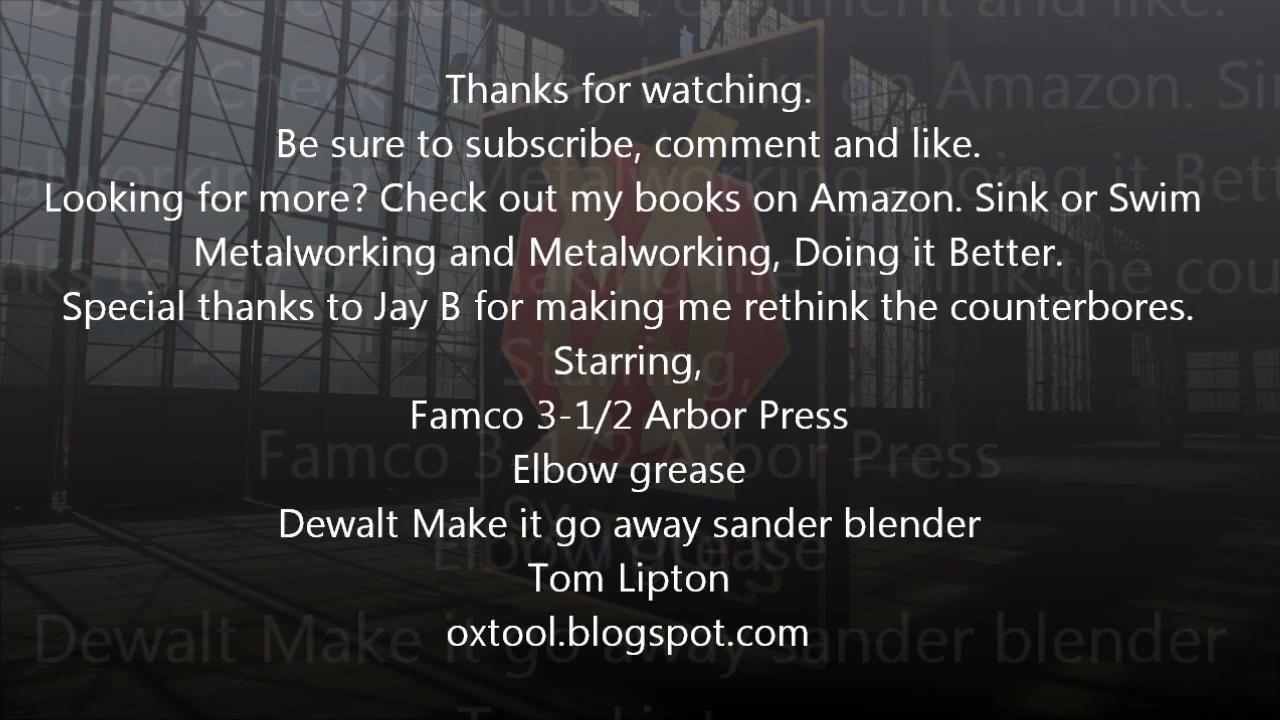 Thanks for watching.
Be sure to subscribe, comment and like.
Looking for more? Check out my books on Amazon. Sink or Swim
Metalworking and Metalworking, Doing it Better.
Special thanks to Jay B for making me rethink the counterbores.
Starring,
Famco 3-1/2 Arbor Press
Elbow grease
Dewalt Make it go away sander blender
Tom Lipton
oxtool.blogspot.com